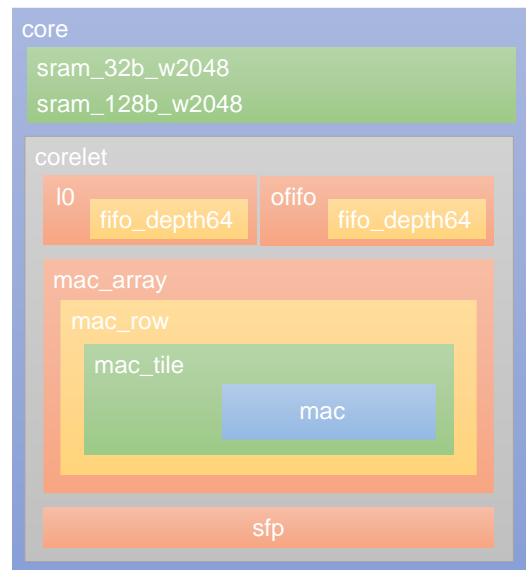 core
sram_32b_w2048
sram_128b_w2048
corelet
l0
fifo_depth64
ofifo
fifo_depth64
mac_array
mac_row
mac_tile
mac
sfp